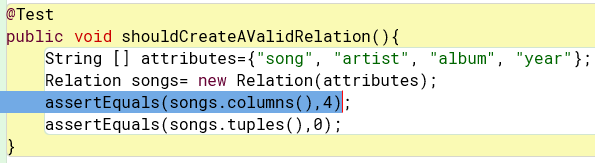 @Test
public void shouldCreateAValidRelation(){
String [] attributes={"song", "artist", "album", "year"};
Relation songs= new Relation(attributes);
assertEquals(songs.columns(),4);
assertEquals(songs.tuples(),0);
}